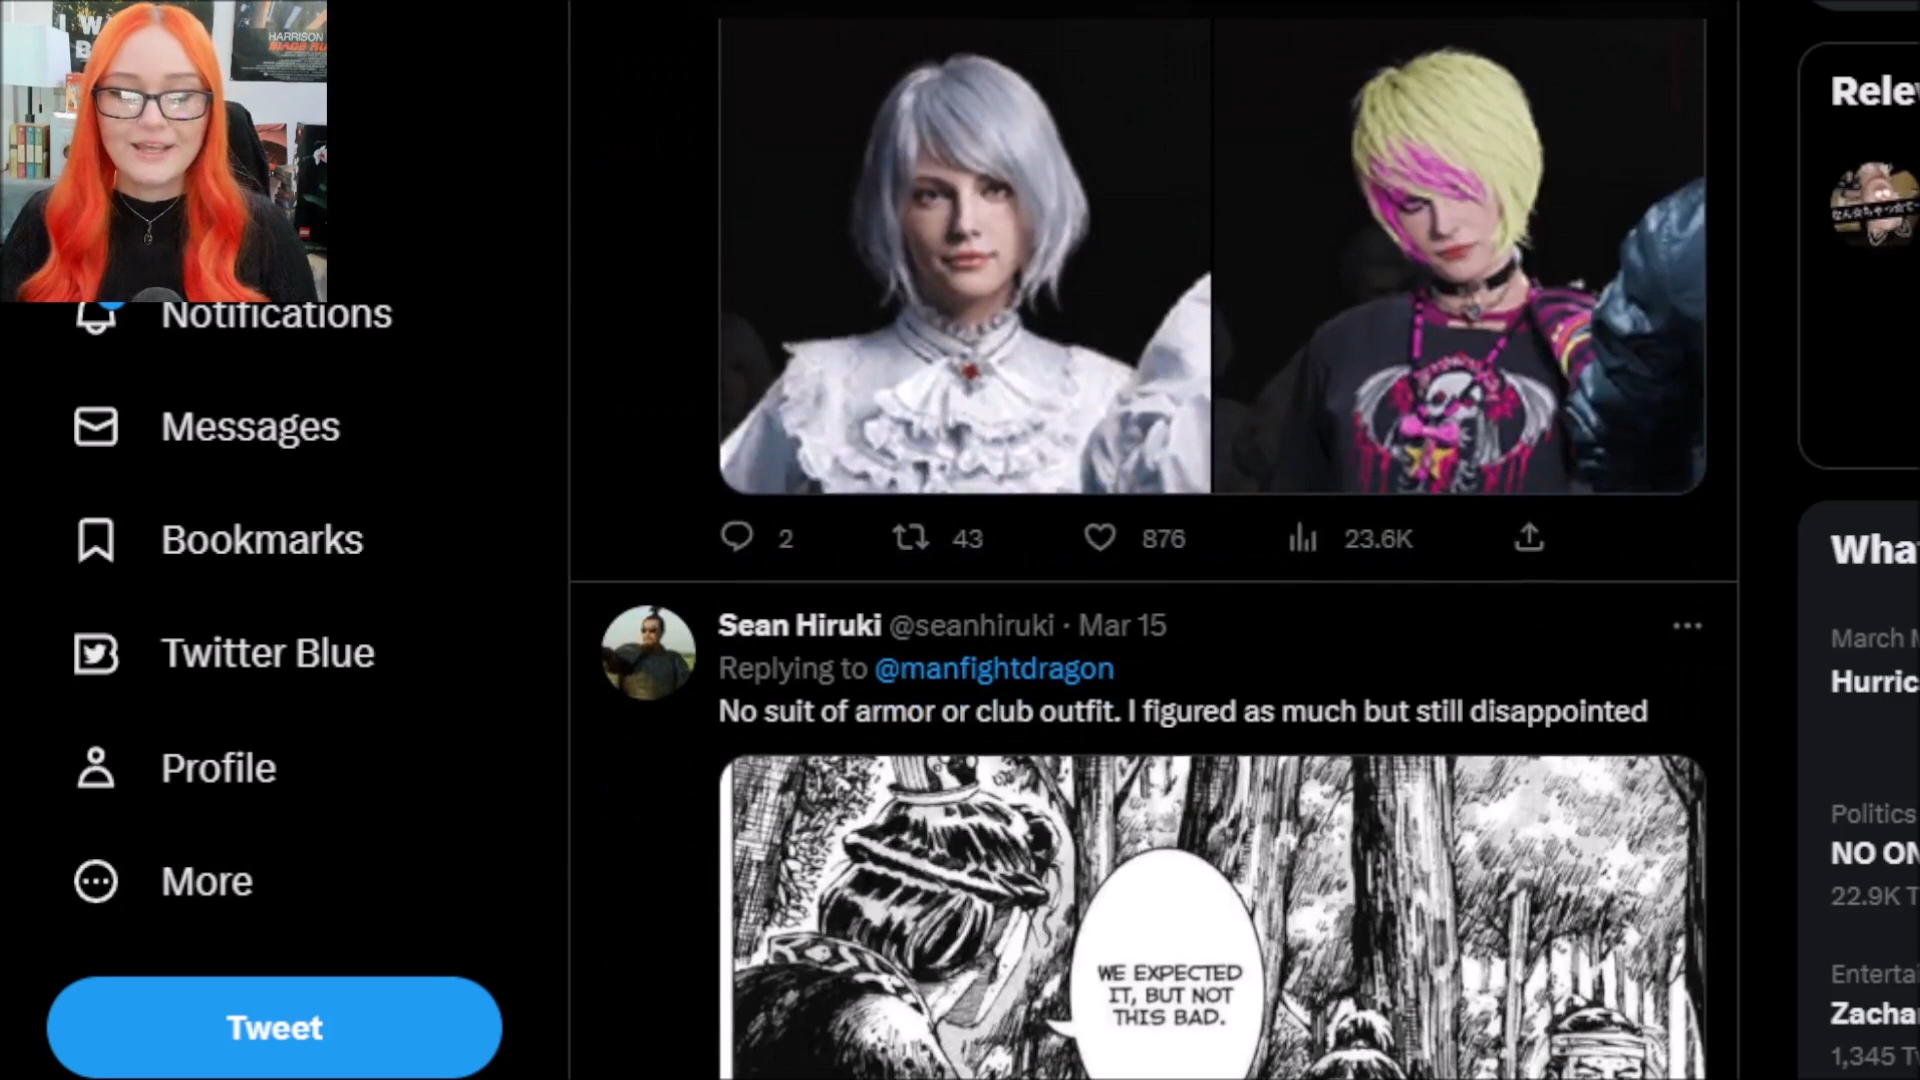 HARRISON
Notifications
Messages
Bookmarks
Twitter Blue
Profile
More
Tweet
2 43 876 23.6K
Sean Hiruki @seanhiruki · Mar 15
Replying to @manfightdragon
No suit of armor or club outfit. I figured as much but still disappointed
WE EXPECTED
IT, BUT NOT
THIS BAD.
Rele
Wha
March
Hurric
Politics
NO ON
22.9K T
Enterta
Zacha
1,345 T